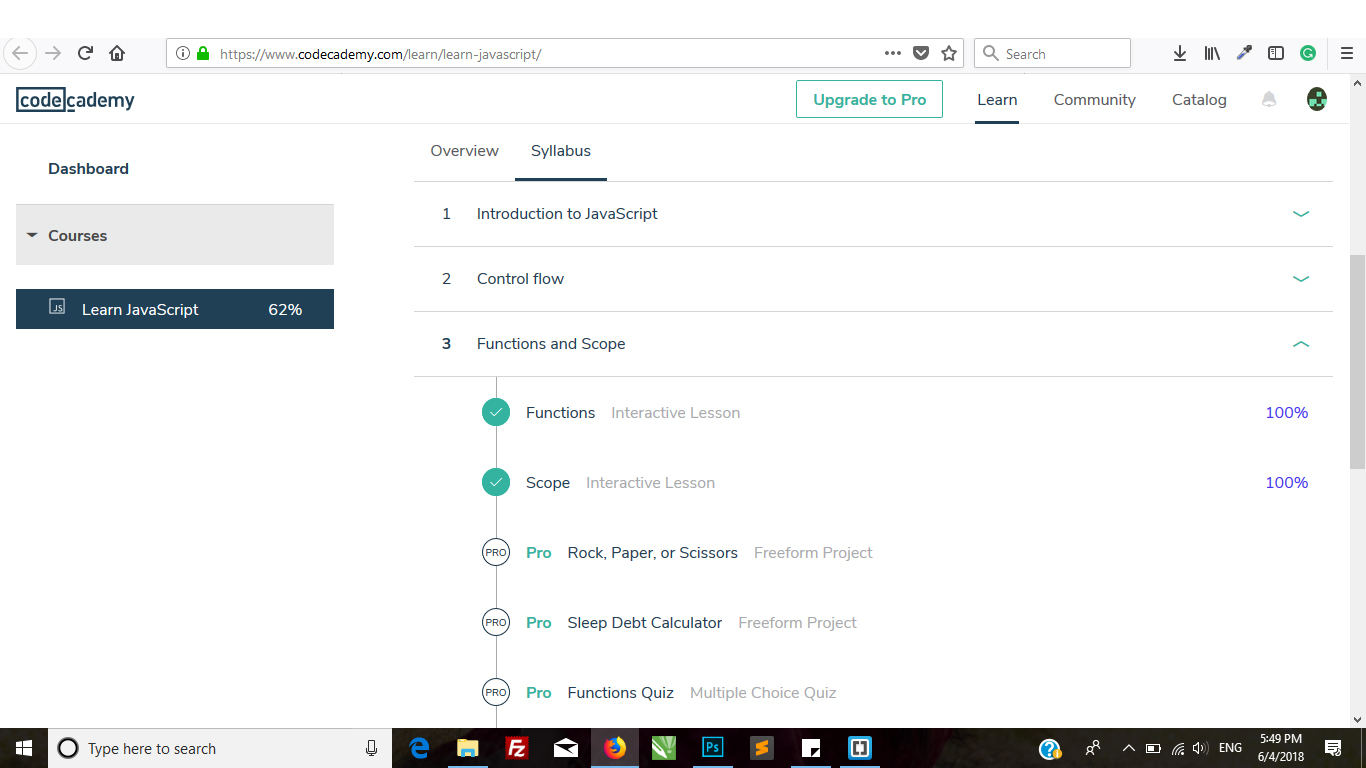 https://www.codecademy.com/learn/learn-javascript/
Search
codecademy
Upgrade to Pro
Learn
Community
Catalog
Dashboard
Courses
JS
Learn JavaScript 62%
Overview
Syllabus
1 Introduction to JavaScript
2 Control flow
3 Functions and Scope
Functions Interactive Lesson 100%
Scope Interactive Lesson 100%
PRO Pro Rock, Paper, or Scissors Freeform Project
PRO Pro Sleep Debt Calculator Freeform Project
PRO Pro Functions Quiz Multiple Choice Quiz
Type here to search
Fz
Ps
ENG
5:49 PM
6/4/2018